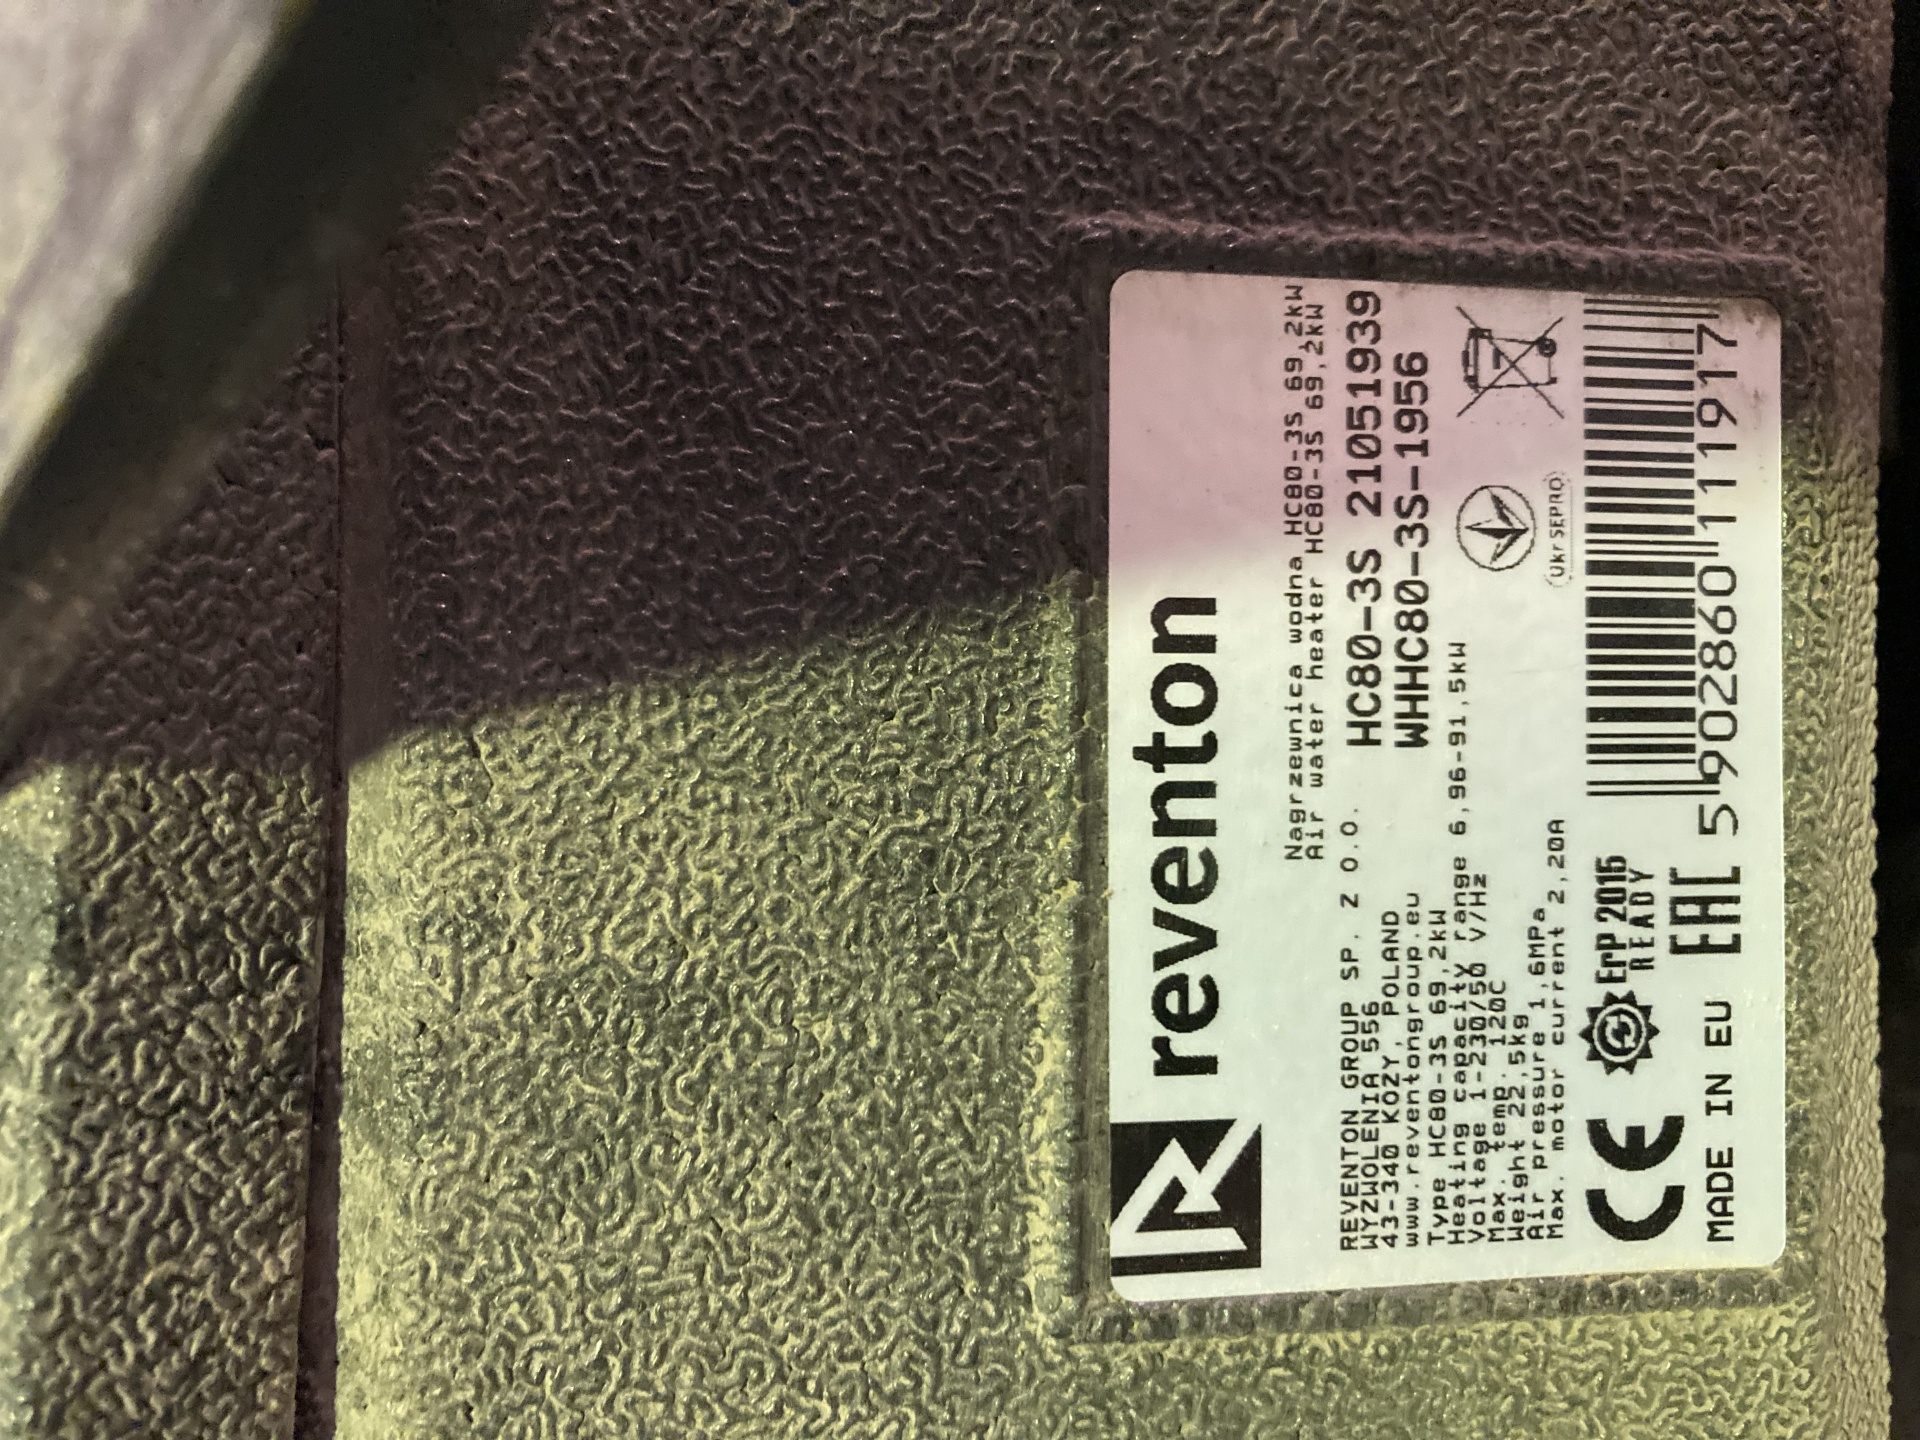 reventon
Nagrzewnica wodna HC80-3S 69,2kW
Air water heater HC80-3S 69,2kW
REVENTON GROUP SP. Z O.O.
WYZWOLENIA 556
43-340 KOZY, POLAND
www.reventongroup.eu
HC80-3S 21051939
WHHC80-3S-1956
Type HC80-3S 69,2kW
Heating capacity range 6,96-91,5kW
Voltage 1-230/50 V/Hz
Max. temp. 120C
Weight 22,5kg
Air pressure 1,6MPa
Max. motor current 2,20A
UkrSEPRO
CE
ErP 2015
READY
MADE IN EU
EAC
5 902860 111917